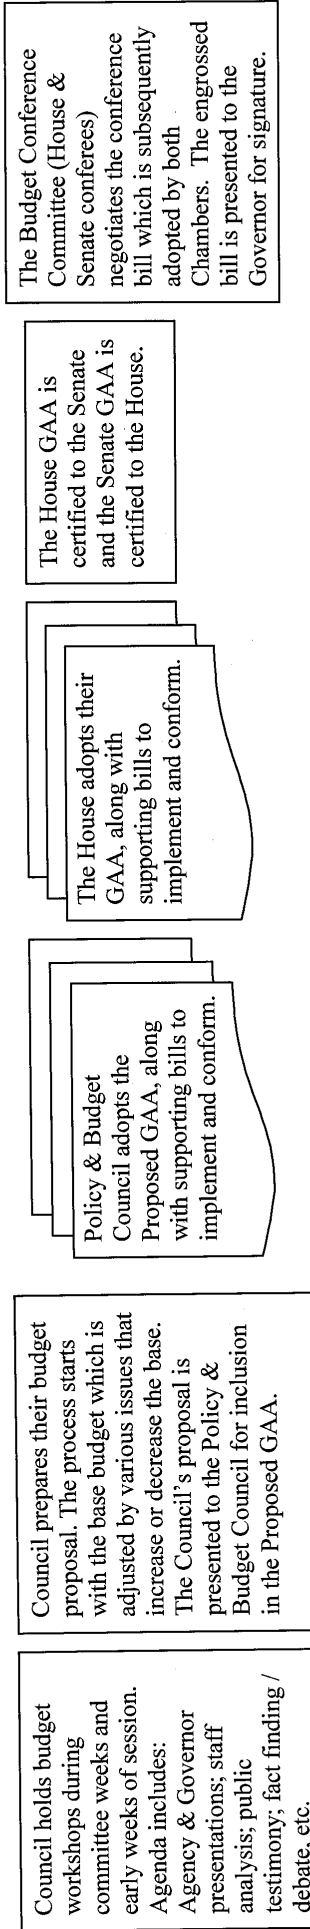 Council holds budget
workshops during
committee weeks and
early weeks of session.
Agenda includes:
Agency & Governor
presentations; staff
analysis; public
testimony; fact finding /
debate, etc.
Council prepares their budget
proposal. The process starts
with the base budget which is
adjusted by various issues that
increase or decrease the base.
The Council's proposal is
presented to the Policy &
Budget Council for inclusion
in the Proposed GAA.
Policy & Budget
Council adopts the
Proposed GAA, along
with supporting bills to
implement and conform.
The House adopts their
GAA, along with
supporting bills to
implement and conform.
The House GAA is
certified to the Senate
and the Senate GAA is
certified to the House.
The Budget Conference
Committee (House &
Senate conferees)
negotiates the conference
bill which is subsequently
adopted by both
Chambers. The engrossed
bill is presented to the
Governor for signature.